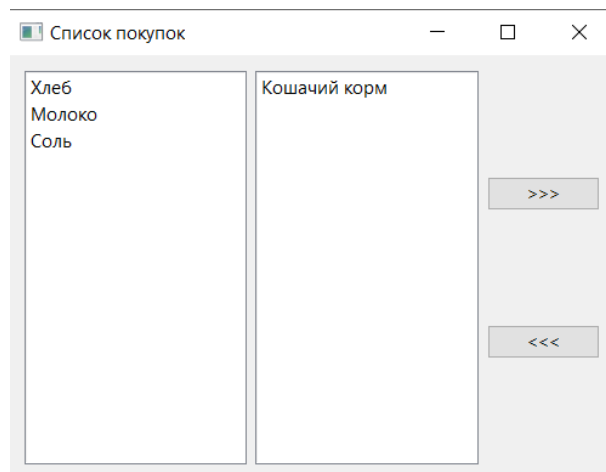 Список покупок
Хлеб
Молоко
Соль
Кошачий корм
>>>
<<<